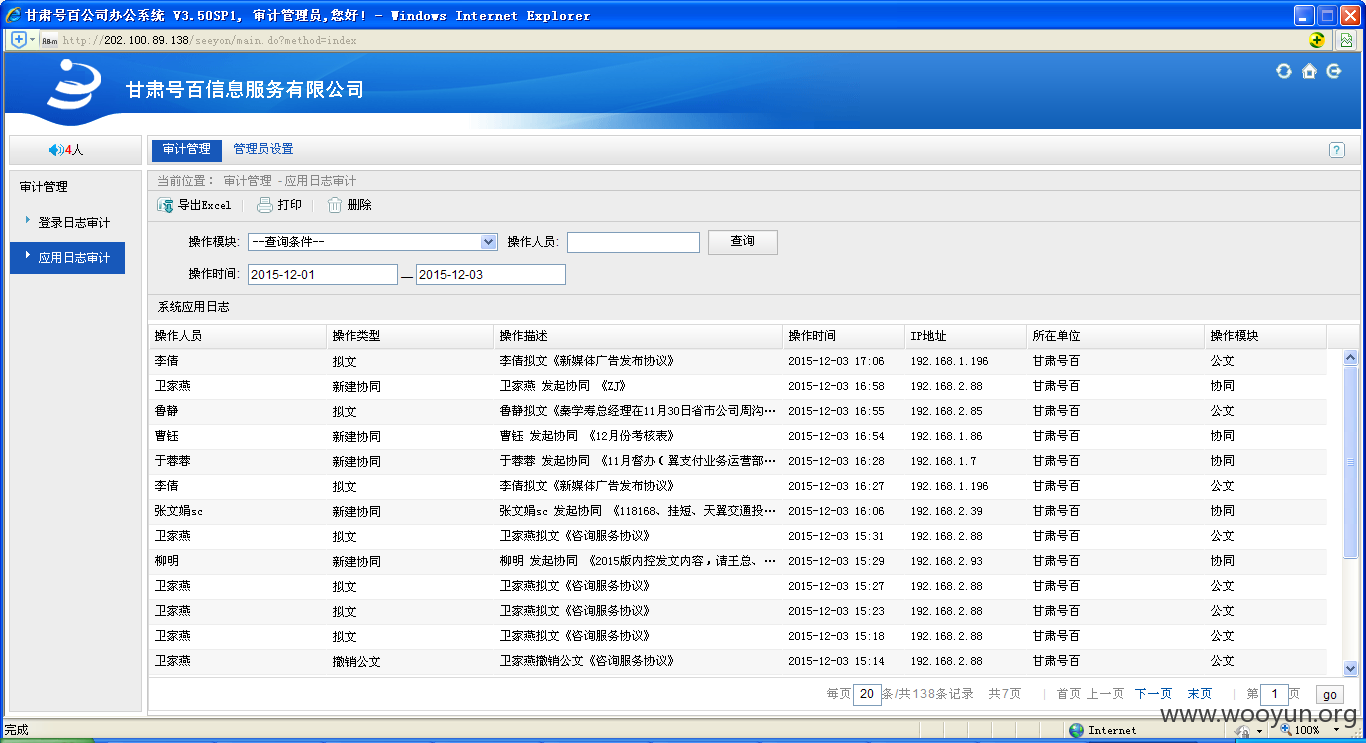 甘肃号百公司办公系统 V3.50SP1, 审计管理员,您好! - Windows Internet Explorer
http://202.100.89.138/seeyon/main.do?method=index
甘肃号百信息服务有限公司
4人
审计管理 管理员设置
审计管理
登录日志审计
应用日志审计
当前位置: 审计管理 - 应用日志审计
导出Excel 打印 删除
操作模块: --查询条件-- 操作人员: 查询
操作时间: 2015-12-01 — 2015-12-03
系统应用日志
操作人员 操作类型 操作描述 操作时间 IP地址 所在单位 操作模块
李倩 拟文 李倩拟文《新媒体广告发布协议》 2015-12-03 17:06 192.168.1.196 甘肃号百 公文
卫家燕 新建协同 卫家燕 发起协同 《ZJ》 2015-12-03 16:58 192.168.2.88 甘肃号百 协同
鲁静 拟文 鲁静拟文《秦学寿总经理在11月30日省市公司周沟… 2015-12-03 16:55 192.168.2.85 甘肃号百 公文
曹钰 新建协同 曹钰 发起协同 《12月份考核表》 2015-12-03 16:54 192.168.1.86 甘肃号百 协同
于蓉蓉 新建协同 于蓉蓉 发起协同 《11月督办(翼支付业务运营部… 2015-12-03 16:28 192.168.1.7 甘肃号百 协同
李倩 拟文 李倩拟文《新媒体广告发布协议》 2015-12-03 16:27 192.168.1.196 甘肃号百 公文
张文娟sc 新建协同 张文娟sc 发起协同 《118168、挂短、天翼交通投… 2015-12-03 16:06 192.168.2.39 甘肃号百 协同
卫家燕 拟文 卫家燕拟文《咨询服务协议》 2015-12-03 15:31 192.168.2.88 甘肃号百 公文
柳明 新建协同 柳明 发起协同 《2015版内控发文内容，请王总、… 2015-12-03 15:29 192.168.2.93 甘肃号百 协同
卫家燕 拟文 卫家燕拟文《咨询服务协议》 2015-12-03 15:27 192.168.2.88 甘肃号百 公文
卫家燕 拟文 卫家燕拟文《咨询服务协议》 2015-12-03 15:23 192.168.2.88 甘肃号百 公文
卫家燕 拟文 卫家燕拟文《咨询服务协议》 2015-12-03 15:18 192.168.2.88 甘肃号百 公文
卫家燕 撤销公文 卫家燕撤销公文《咨询服务协议》 2015-12-03 15:14 192.168.2.88 甘肃号百 公文
每页 20 条/共138条记录 共7页 | 首页 上一页 下一页 末页 | 第 1 页 go
www.wooyun.org
完成 Internet 100%